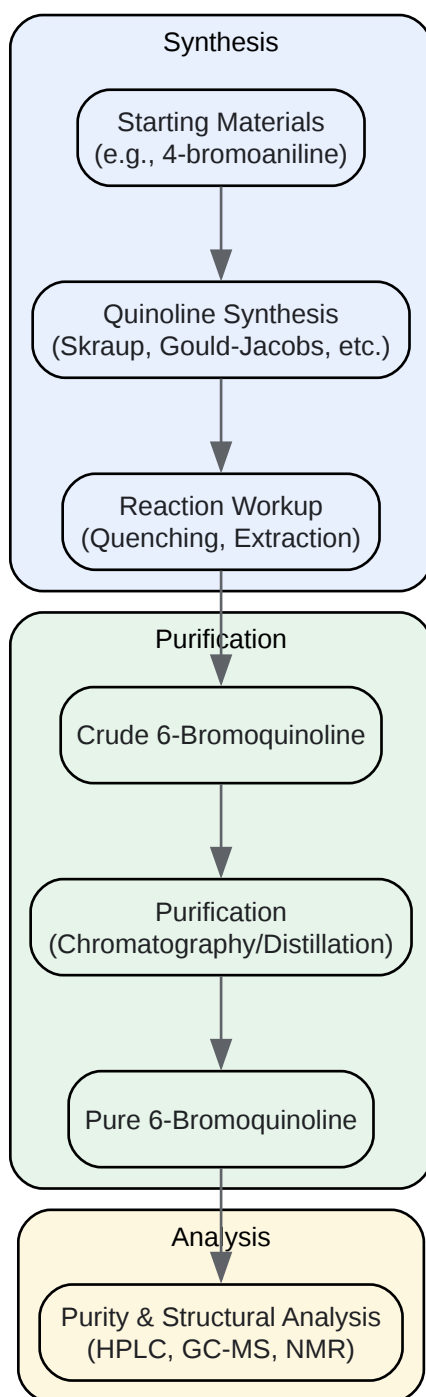 Synthesis
Starting Materials
(e.g., 4-bromoaniline)
Quinoline Synthesis
(Skraup, Gould-Jacobs, etc.)
Reaction Workup
(Quenching, Extraction)
Purification
Crude 6-Bromoquinoline
Purification
(Chromatography/Distillation)
Pure 6-Bromoquinoline
Analysis
Purity & Structural Analysis
(HPLC, GC-MS, NMR)